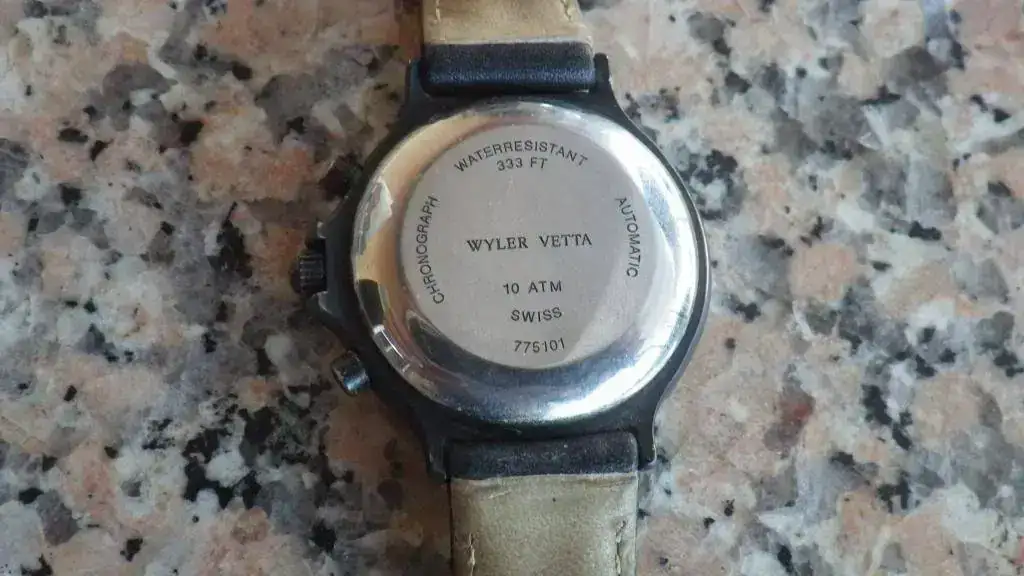 WATERRESISTANT
333 FT
CHRONOGRAPH
AUTOMATIC
WYLER VETTA
10 ATM
SWISS
775101